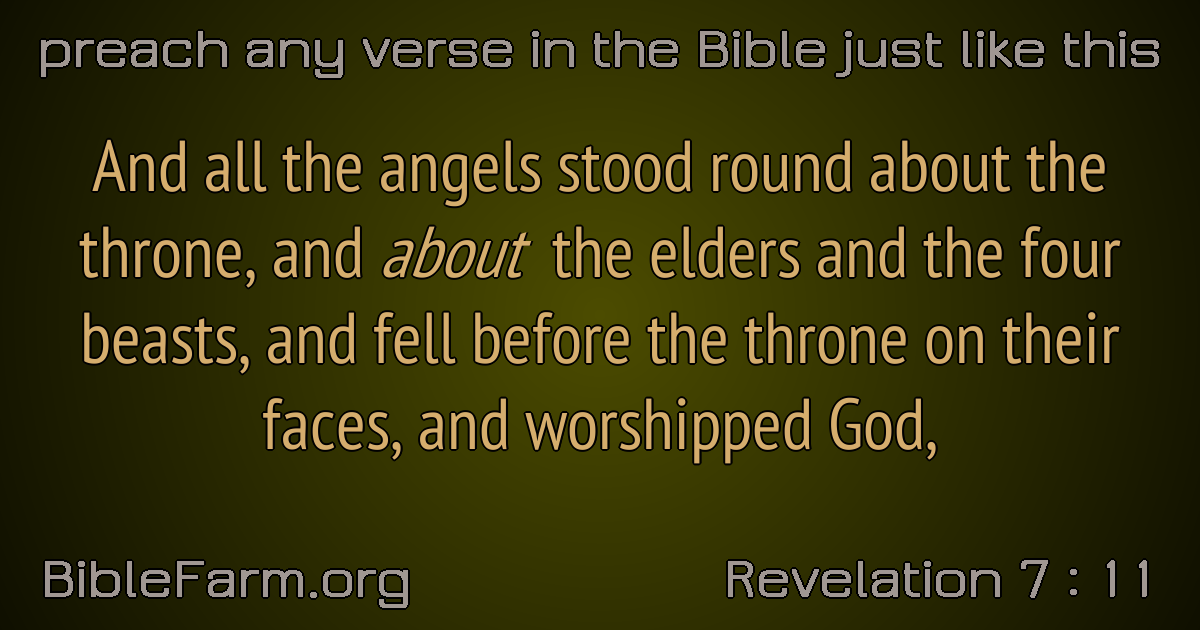 preach any verse in the Bible just like this
And all the angels stood round about the
throne, and about the elders and the four
beasts, and fell before the throne on their
faces, and worshipped God,
BibleFarm.org
Revelation 7 : 11